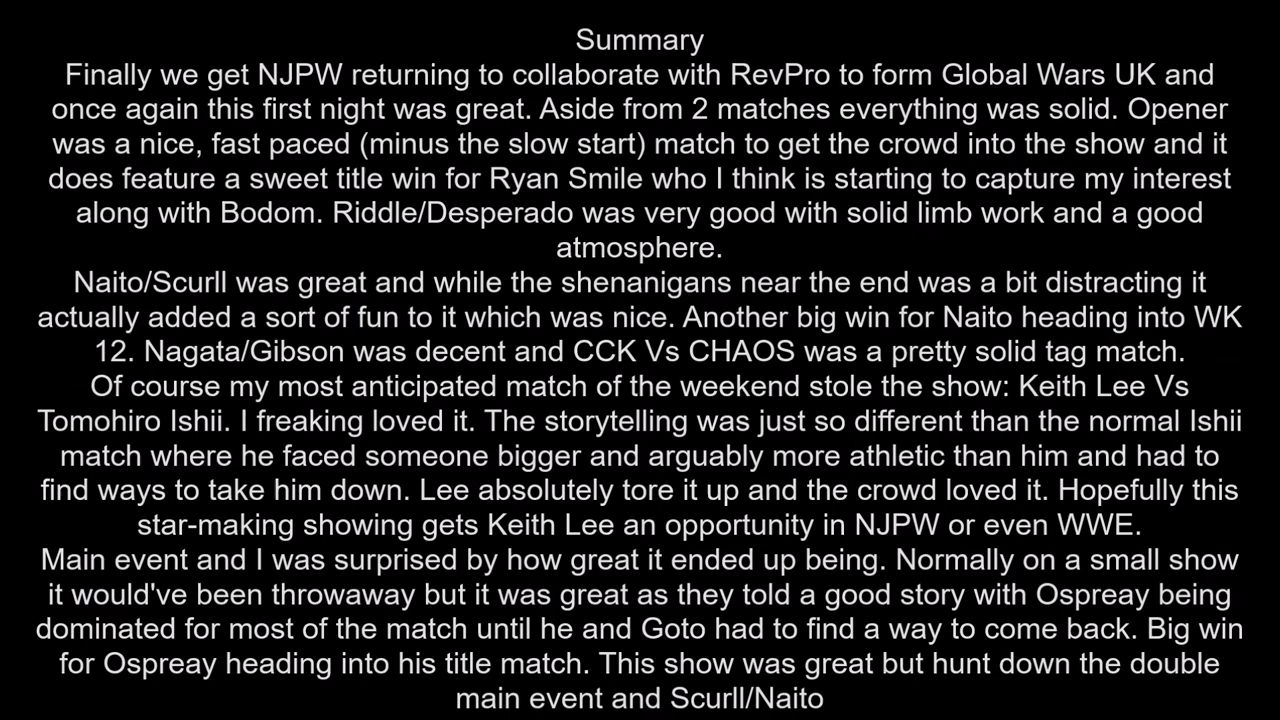 Summary
Finally we get NJPW returning to collaborate with RevPro to form Global Wars UK and
once again this first night was great. Aside from 2 matches everything was solid. Opener
was a nice, fast paced (minus the slow start) match to get the crowd into the show and it
does feature a sweet title win for Ryan Smile who I think is starting to capture my interest
along with Bodom. Riddle/Desperado was very good with solid limb work and a good
atmosphere.
Naito/Scurll was great and while the shenanigans near the end was a bit distracting it
actually added a sort of fun to it which was nice. Another big win for Naito heading into WK
12. Nagata/Gibson was decent and CCK Vs CHAOS was a pretty solid tag match.
Of course my most anticipated match of the weekend stole the show: Keith Lee Vs
Tomohiro Ishii. I freaking loved it. The storytelling was just so different than the normal Ishii
match where he faced someone bigger and arguably more athletic than him and had to
find ways to take him down. Lee absolutely tore it up and the crowd loved it. Hopefully this
star-making showing gets Keith Lee an opportunity in NJPW or even WWE.
Main event and I was surprised by how great it ended up being. Normally on a small show
it would've been throwaway but it was great as they told a good story with Ospreay being
dominated for most of the match until he and Goto had to find a way to come back. Big win
for Ospreay heading into his title match. This show was great but hunt down the double
main event and Scurll/Naito